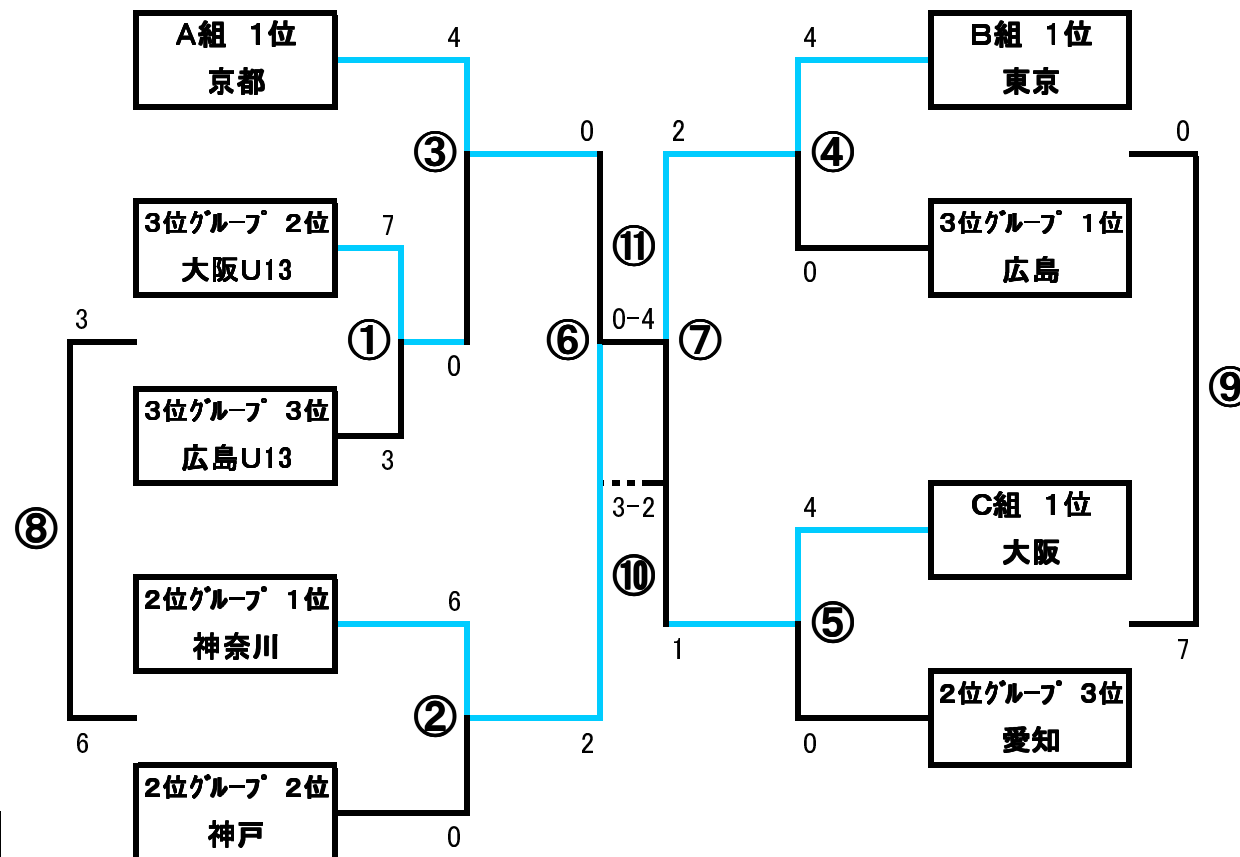 A組 1位
京都
4
4
B組 1位
東京
0
2
0
③
④
3位グループ 2位
大阪U13
7
⑪
0
3位グループ 1位
広島
3
①
0
⑥
0-4
⑦
⑨
3位グループ 3位
広島U13
3
3-2
4
C組 1位
大阪
⑧
⑩
2位グループ 1位
神奈川
6
⑤
1
7
②
6
2
0
2位グループ 3位
愛知
2位グループ 2位
神戸
0